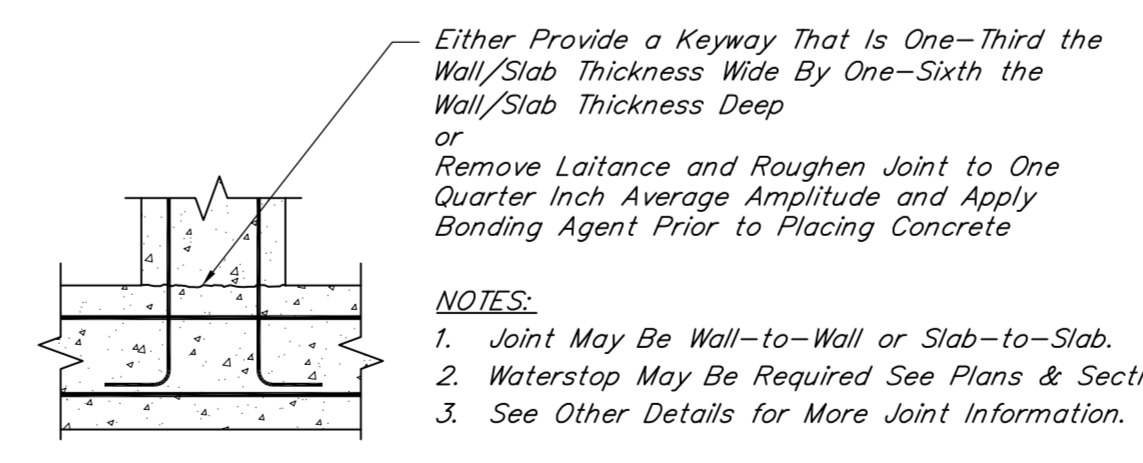 Either Provide a Keyway That Is One-Third the
Wall/Slab Thickness Wide By One-Sixth the
Wall/Slab Thickness Deep
or
Remove Laitance and Roughen Joint to One
Quarter Inch Average Amplitude and Apply
Bonding Agent Prior to Placing Concrete
NOTES:
1. Joint May Be Wall-to-Wall or Slab-to-Slab.
2. Waterstop May Be Required See Plans & Secti
3. See Other Details for More Joint Information.